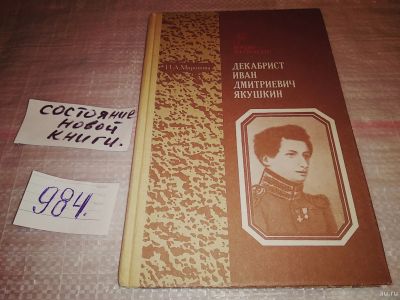 СОСТОЯНИЕ
НОВОЙ
КНИГИ.
984.
ДЕКАБРИСТ
ИВАН
ДМИТРИЕВИЧ
ЯКУШКИН
au.ru